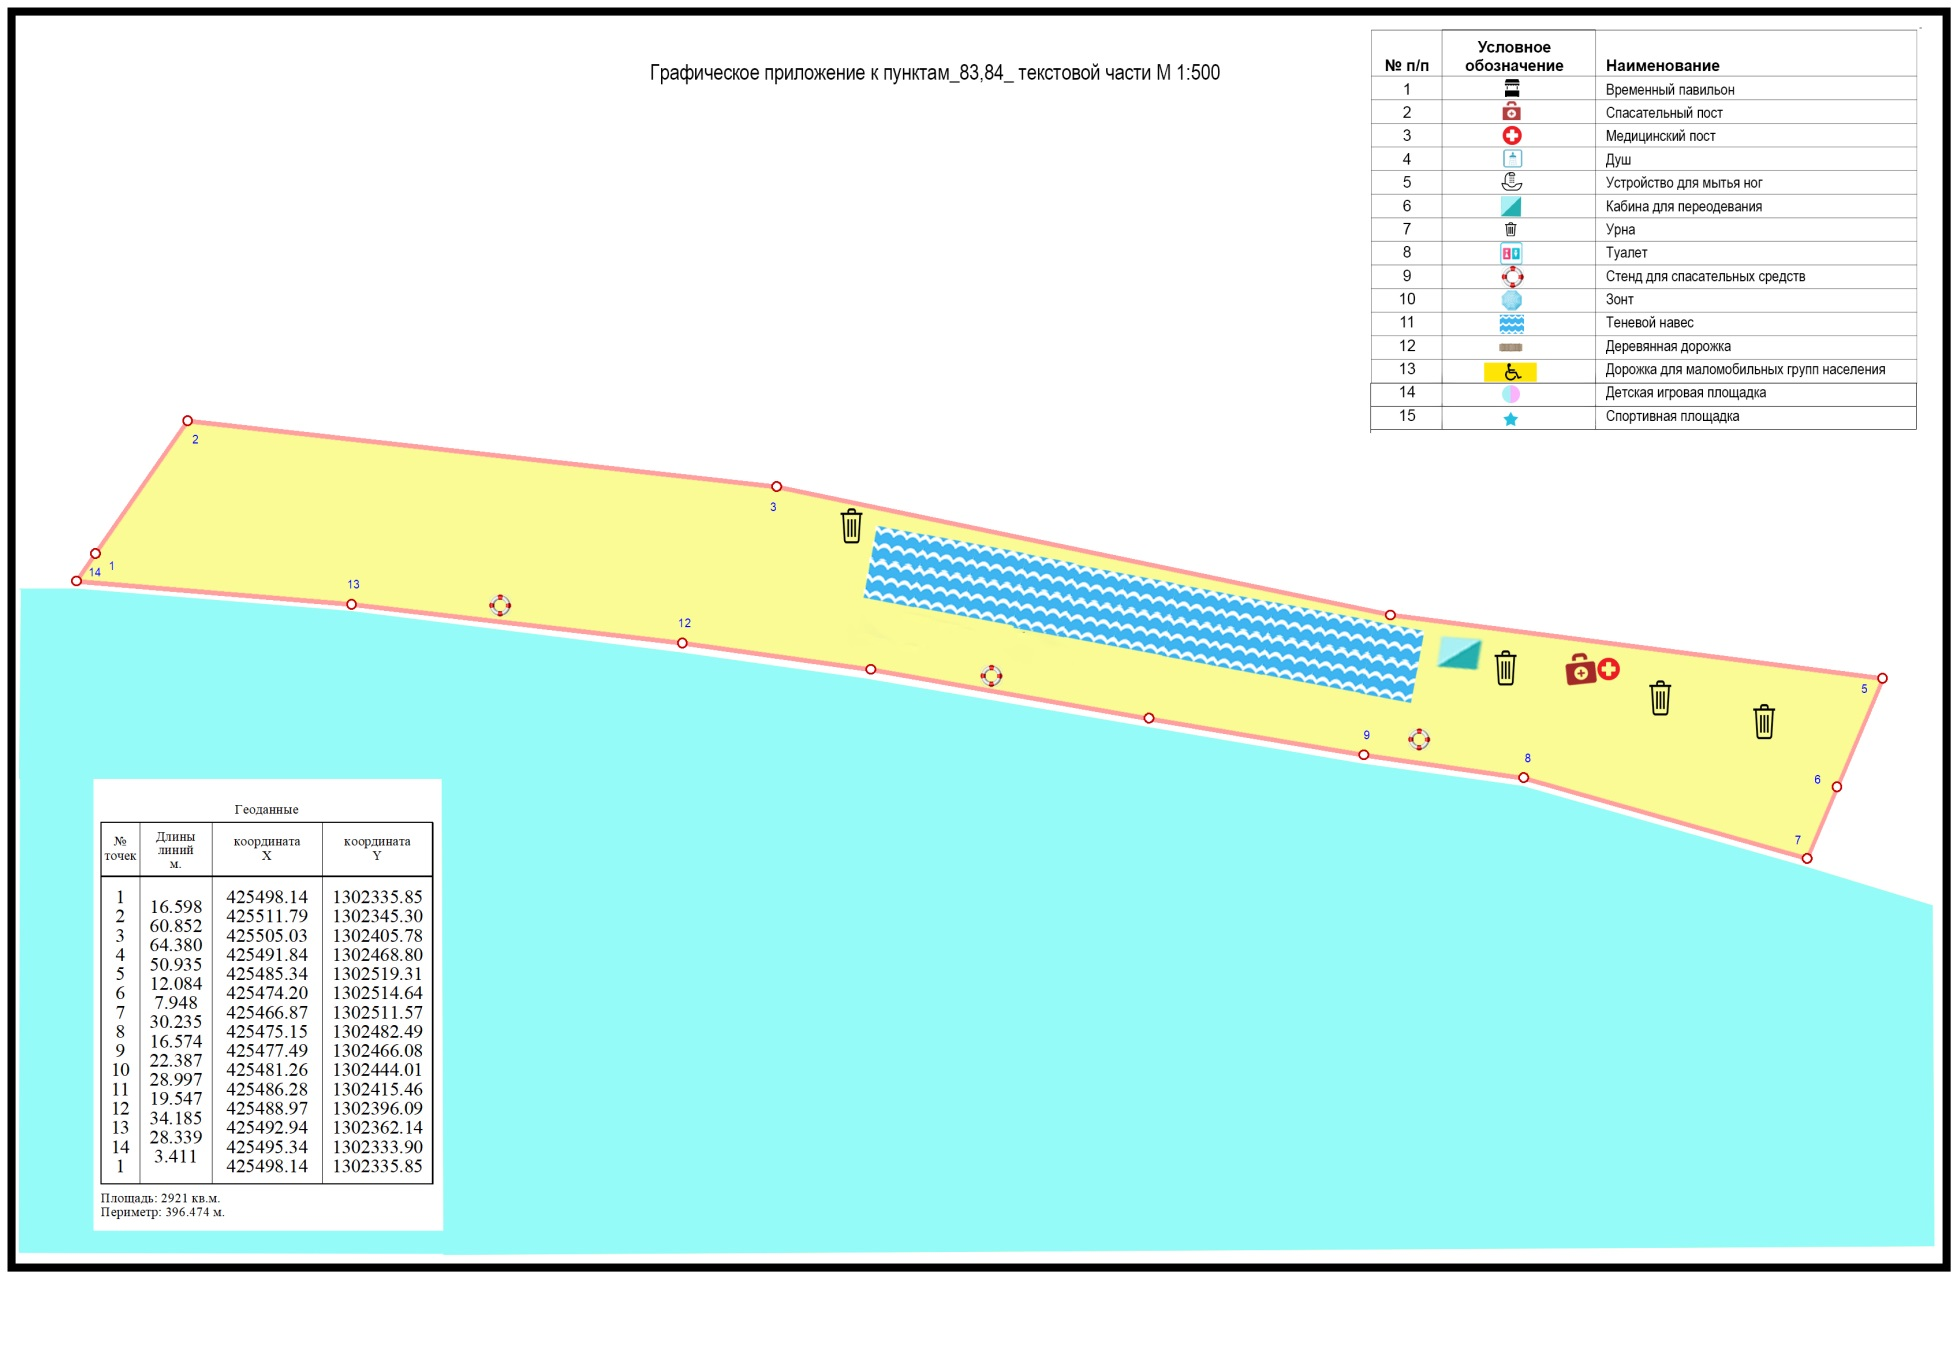 Графическое приложение к пунктам_83,84_ текстовой части М 1:500
№ п/п Условное обозначение Наименование
1 Временный павильон
2 Спасательный пост
3 Медицинский пост
4 Душ
5 Устройство для мытья ног
6 Кабина для переодевания
7 Урна
8 Туалет
9 Стенд для спасательных средств
10 Зонт
11 Теневой навес
12 Деревянная дорожка
13 Дорожка для маломобильных групп населения
14 Детская игровая площадка
15 Спортивная площадка
2
3
14 1
13
12
5
9
8
6
7
Геоданные
№ точек Длины линий м. координата X координата Y
1 425498.14 1302335.85
16.598
2 425511.79 1302345.30
60.852
3 425505.03 1302405.78
64.380
4 425491.84 1302468.80
50.935
5 425485.34 1302519.31
12.084
6 425474.20 1302514.64
7.948
7 425466.87 1302511.57
30.235
8 425475.15 1302482.49
16.574
9 425477.49 1302466.08
22.387
10 425481.26 1302444.01
28.997
11 425486.28 1302415.46
19.547
12 425488.97 1302396.09
34.185
13 425492.94 1302362.14
28.339
14 425495.34 1302333.90
3.411
1 425498.14 1302335.85
Площадь: 2921 кв.м.
Периметр: 396.474 м.